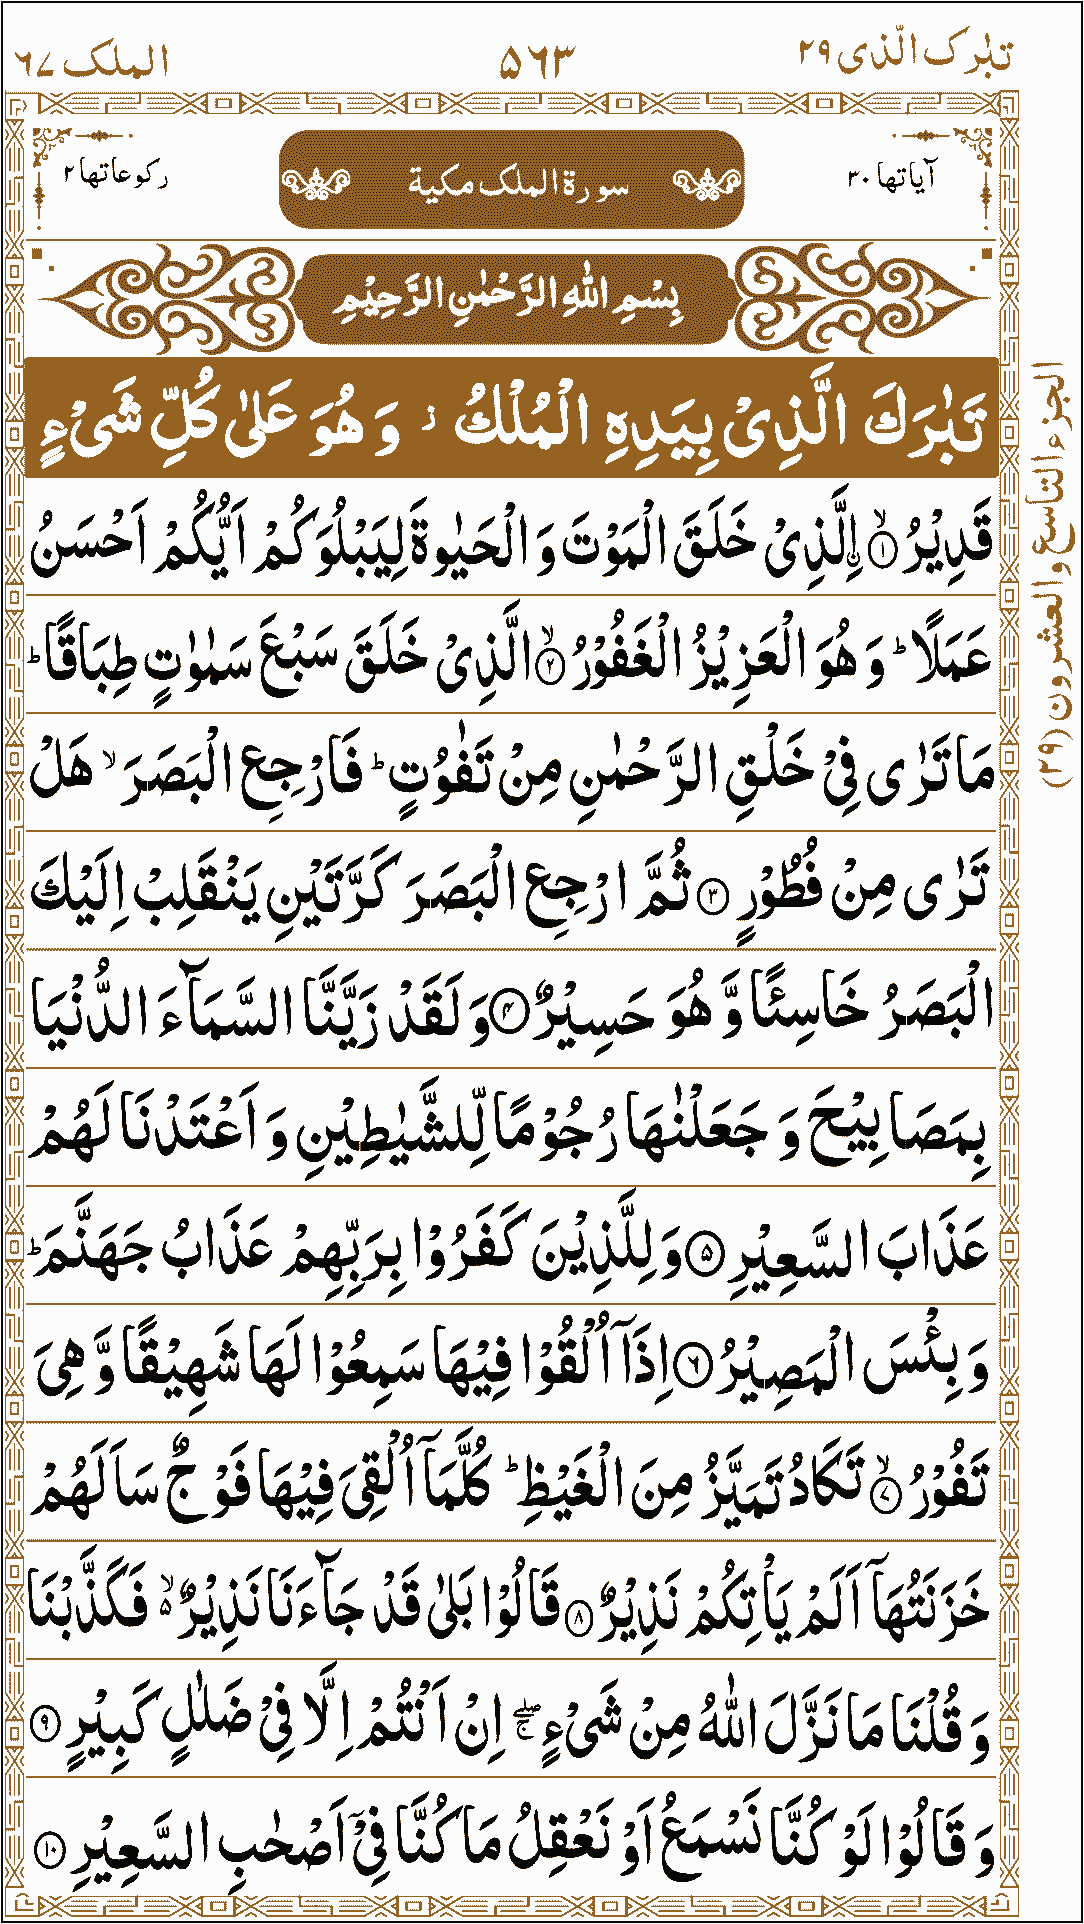 تبٰرک الّذی ۲۹
۵۶۳
الملک ۶۷
آیاتها ۳۰
سورة الملک مکیة
رکوعاتها ۲
بِسْمِ اللّٰهِ الرَّحْمٰنِ الرَّحِیْمِ
تَبٰرَكَ الَّذِیْ بِیَدِهِ الْمُلْكُ ز وَ هُوَ عَلٰی كُلِّ شَیْءٍ
قَدِیْرُ ۙ﴿۱﴾ اِ۟لَّذِیْ خَلَقَ الْمَوْتَ وَ الْحَیٰوةَ لِیَبْلُوَكُمْ اَیُّكُمْ اَحْسَنُ
عَمَلًا ؕ وَ هُوَ الْعَزِیْزُ الْغَفُوْرُ ۙ﴿۲﴾ الَّذِیْ خَلَقَ سَبْعَ سَمٰوٰتٍ طِبَاقًا ؕ
مَا تَرٰی فِیْ خَلْقِ الرَّحْمٰنِ مِنْ تَفٰوُتٍ ؕ فَارْجِعِ الْبَصَرَ ۙ هَلْ
تَرٰی مِنْ فُطُوْرٍ ﴿۳﴾ ثُمَّ ارْجِعِ الْبَصَرَ كَرَّتَیْنِ یَنْقَلِبْ اِلَیْكَ
الْبَصَرُ خَاسِئًا وَّ هُوَ حَسِیْرٌ ﴿۴﴾ وَ لَقَدْ زَیَّنَّا السَّمَآءَ الدُّنْیَا
بِمَصَابِیْحَ وَ جَعَلْنٰهَا رُجُوْمًا لِّلشَّیٰطِیْنِ وَ اَعْتَدْنَا لَهُمْ
عَذَابَ السَّعِیْرِ ﴿۵﴾ وَ لِلَّذِیْنَ كَفَرُوْا بِرَبِّهِمْ عَذَابُ جَهَنَّمَ ؕ
وَ بِئْسَ الْمَصِیْرُ ﴿۶﴾ اِذَاۤ اُلْقُوْا فِیْهَا سَمِعُوْا لَهَا شَهِیْقًا وَّ هِیَ
تَفُوْرُ ۙ﴿۷﴾ تَكَادُ تَمَیَّزُ مِنَ الْغَیْظِ ؕ كُلَّمَاۤ اُلْقِیَ فِیْهَا فَوْجٌ سَاَلَهُمْ
خَزَنَتُهَاۤ اَلَمْ یَاْتِكُمْ نَذِیْرٌ ﴿۸﴾ قَالُوْا بَلٰی قَدْ جَآءَنَا نَذِیْرٌ ۙ۵ فَكَذَّبْنَا
وَ قُلْنَا مَا نَزَّلَ اللّٰهُ مِنْ شَیْءٍ ۖۚ اِنْ اَنْتُمْ اِلَّا فِیْ ضَلٰلٍ كَبِیْرٍ ﴿۹﴾
وَ قَالُوْا لَوْ كُنَّا نَسْمَعُ اَوْ نَعْقِلُ مَا كُنَّا فِیْۤ اَصْحٰبِ السَّعِیْرِ ﴿۱۰﴾
الجزء التاسع والعشرون (۲۹)